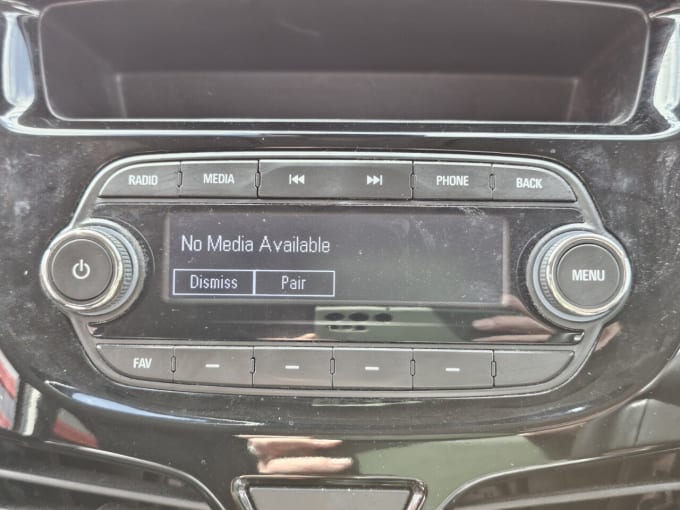 RADIO MEDIA PHONE BACK
No Media Available
Dismiss Pair
MENU
FAV